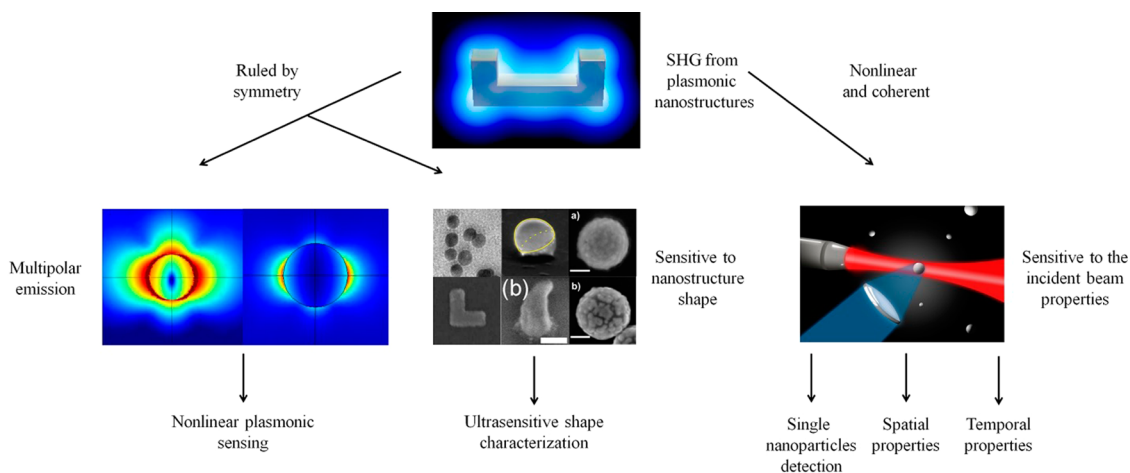 Ruled by
symmetry
SHG from
plasmonic
nanostructures
Nonlinear
and coherent
Multipolar
emission
a)
(b)
b)
Sensitive to
nanostructure
shape
Sensitive to the
incident beam
properties
Nonlinear plasmonic
sensing
Ultrasensitive shape
characterization
Single
nanoparticles
detection
Spatial
properties
Temporal
properties